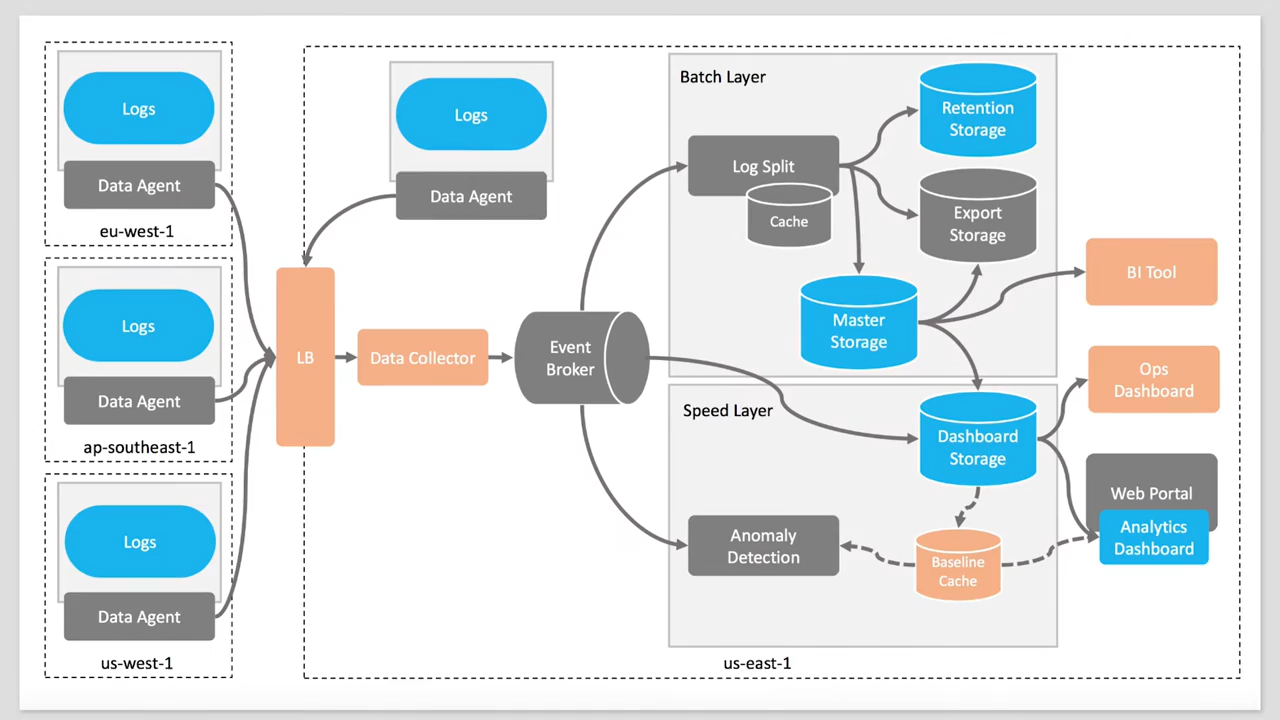 Logs
Data Agent
eu-west-1
Logs
Data Agent
ap-southeast-1
Logs
Data Agent
us-west-1
Logs
Data Agent
LB
Data Collector
Event
Broker
Batch Layer
Log Split
Cache
Retention
Storage
Export
Storage
Master
Storage
Speed Layer
Dashboard
Storage
Anomaly
Detection
Baseline
Cache
BI Tool
Ops
Dashboard
Web Portal
Analytics
Dashboard
us-east-1